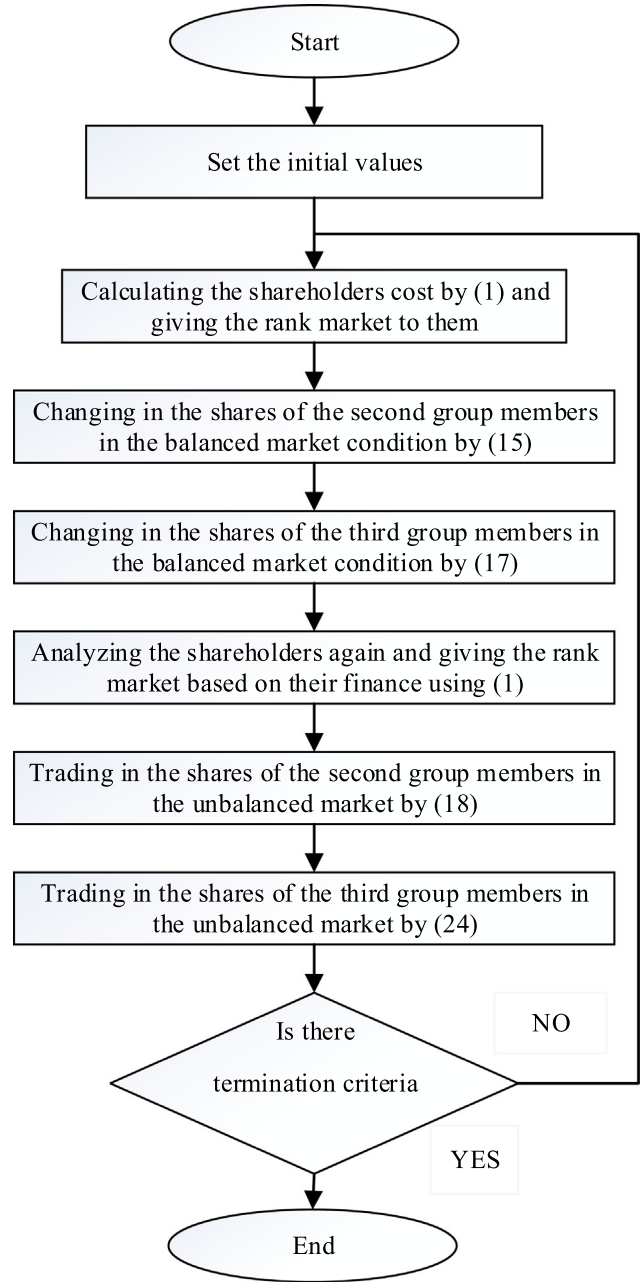 Start
Set the initial values
Calculating the shareholders cost by (1) and
giving the rank market to them
Changing in the shares of the second group members
in the balanced market condition by (15)
Changing in the shares of the third group members in
the balanced market condition by (17)
Analyzing the shareholders again and giving the rank
market based on their finance using (1)
Trading in the shares of the second group members in
the unbalanced market by (18)
Trading in the shares of the third group members in
the unbalanced market by (24)
Is there
termination criteria
NO
YES
End